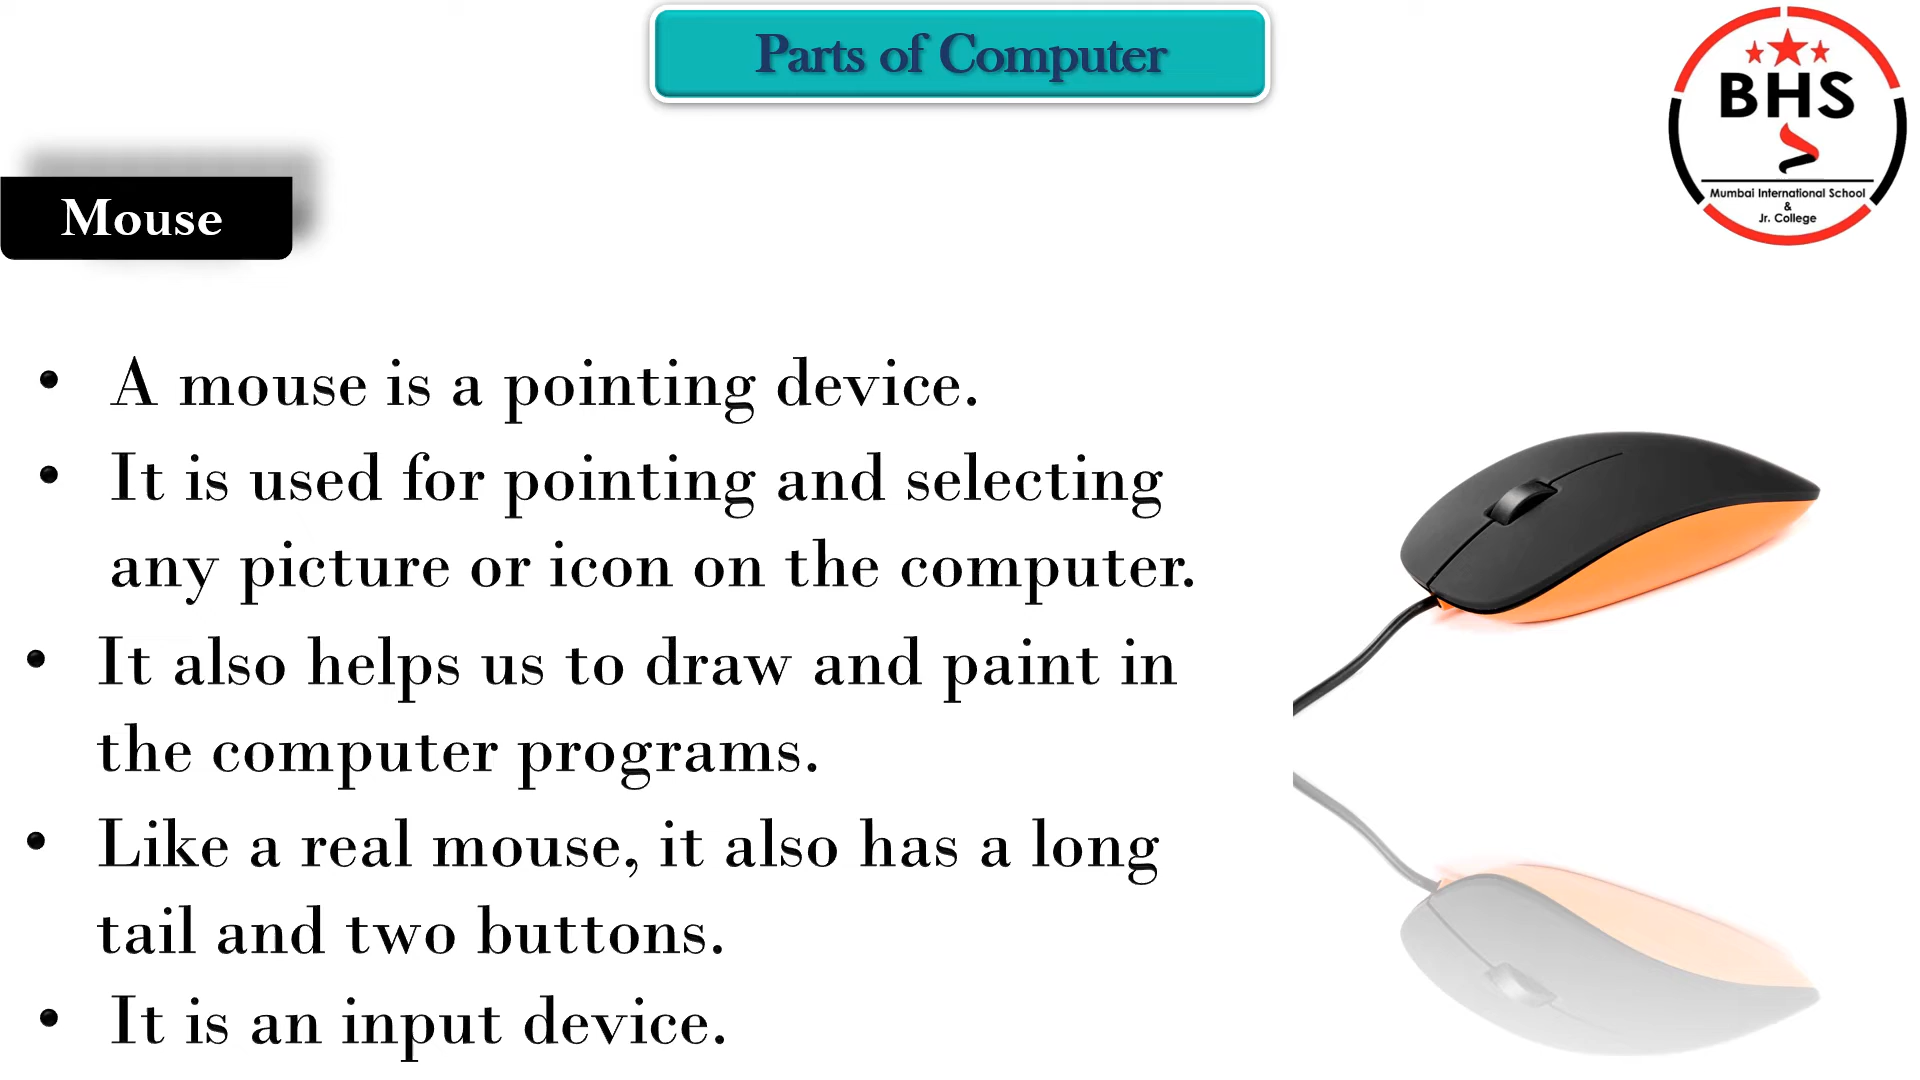 Parts of Computer
BHS
Mumbai International School
&
Jr. College
Mouse
• A mouse is a pointing device.
• It is used for pointing and selecting
any picture or icon on the computer.
• It also helps us to draw and paint in
the computer programs.
• Like a real mouse, it also has a long
tail and two buttons.
• It is an input device.